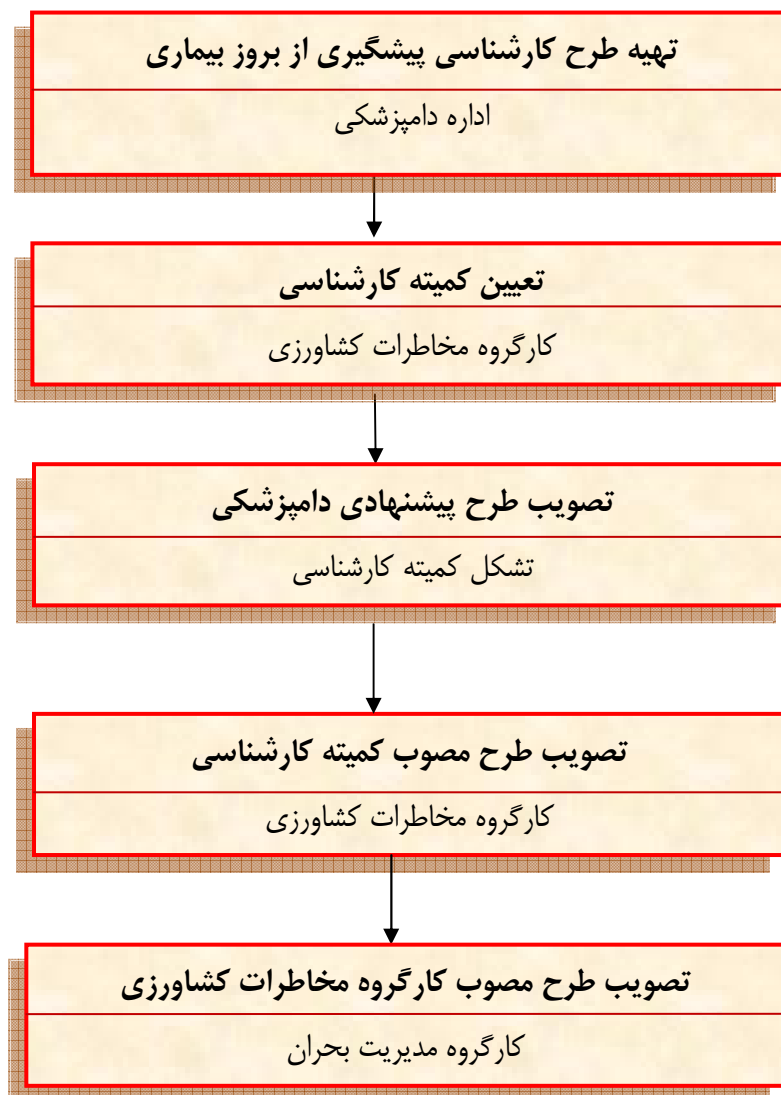 تهیه طرح کارشناسی پیشگیری از بروز بیماری
اداره دامپزشکی
تعیین کمیته کارشناسی
کارگروه مخاطرات کشاورزی
تصویب طرح پیشنهادی دامپزشکی
تشکل کمیته کارشناسی
تصویب طرح مصوب کمیته کارشناسی
کارگروه مخاطرات کشاورزی
تصویب طرح مصوب کارگروه مخاطرات کشاورزی
کارگروه مدیریت بحران